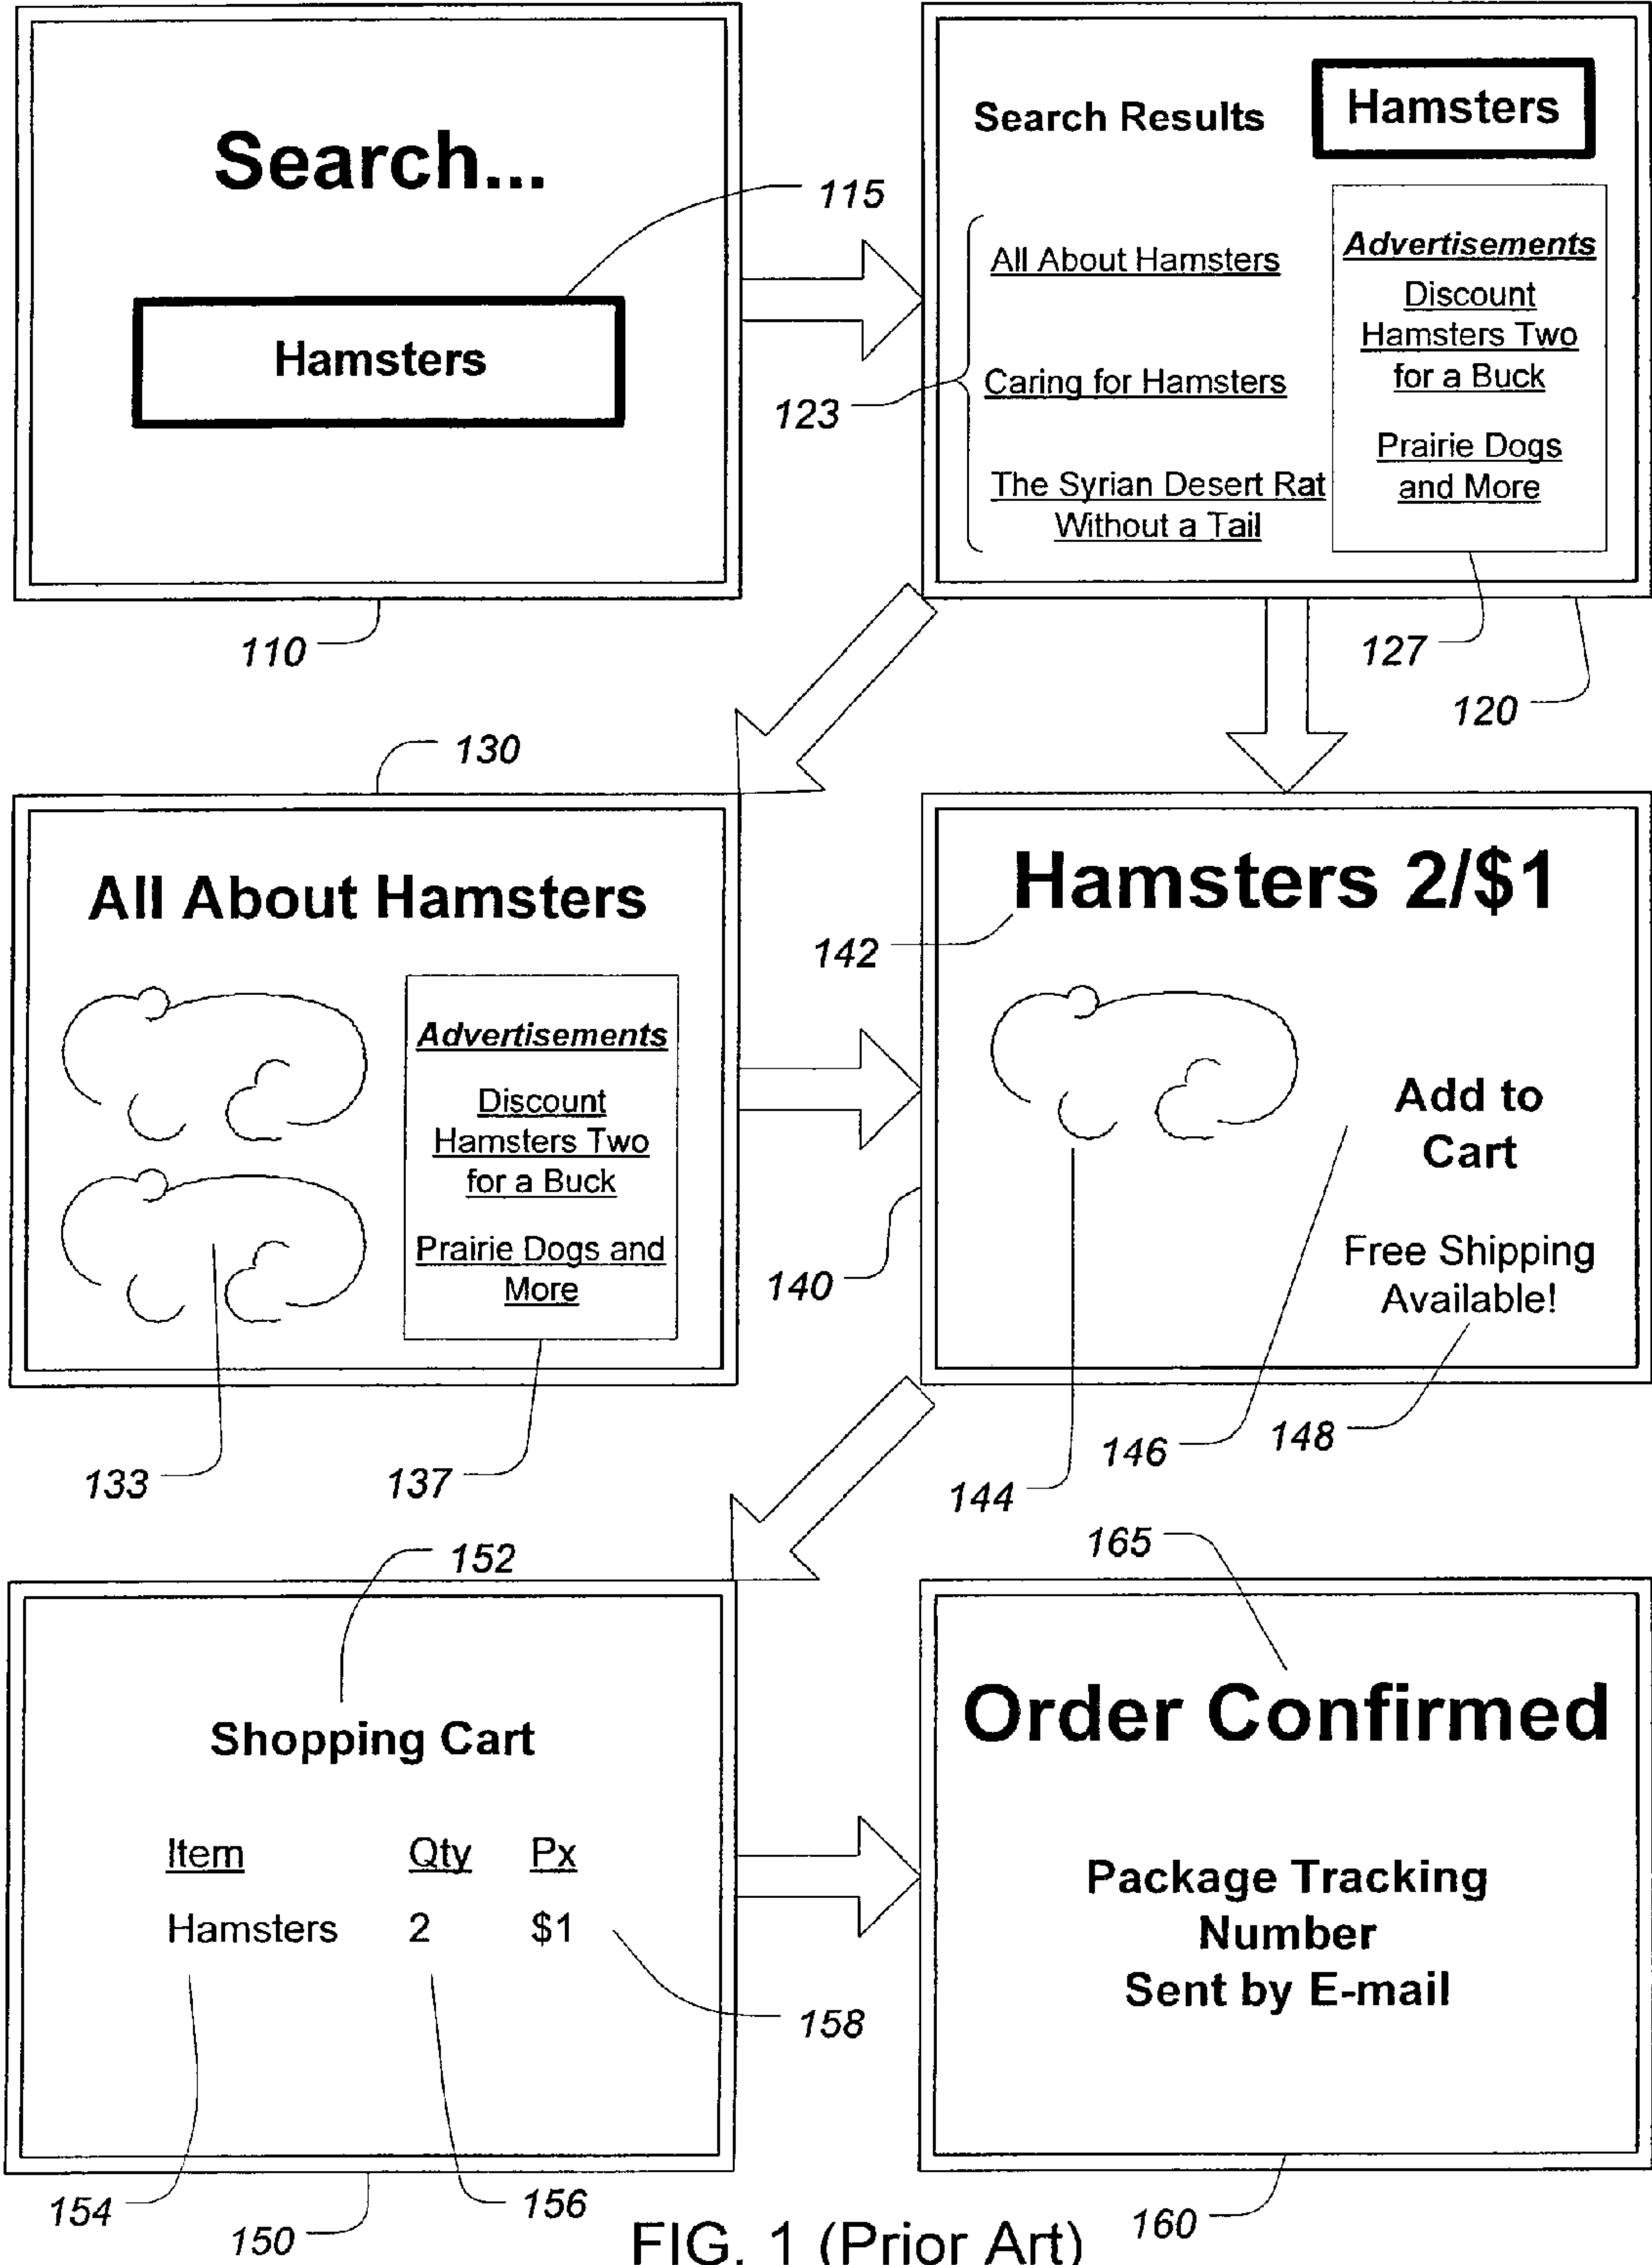 Search...
115
Hamsters
110
Search Results
Hamsters
All About Hamsters
Caring for Hamsters
The Syrian Desert Rat
Without a Tail
123
Advertisements
Discount
Hamsters Two
for a Buck
Prairie Dogs
and More
127
120
130
All About Hamsters
Advertisements
Discount
Hamsters Two
for a Buck
Prairie Dogs and
More
133
137
Hamsters 2/$1
142
Add to
Cart
Free Shipping
Available!
140
146
148
144
152
Shopping Cart
Item Qty Px
Hamsters 2 $1
158
154
156
150
165
Order Confirmed
Package Tracking
Number
Sent by E-mail
160
FIG. 1 (Prior Art)